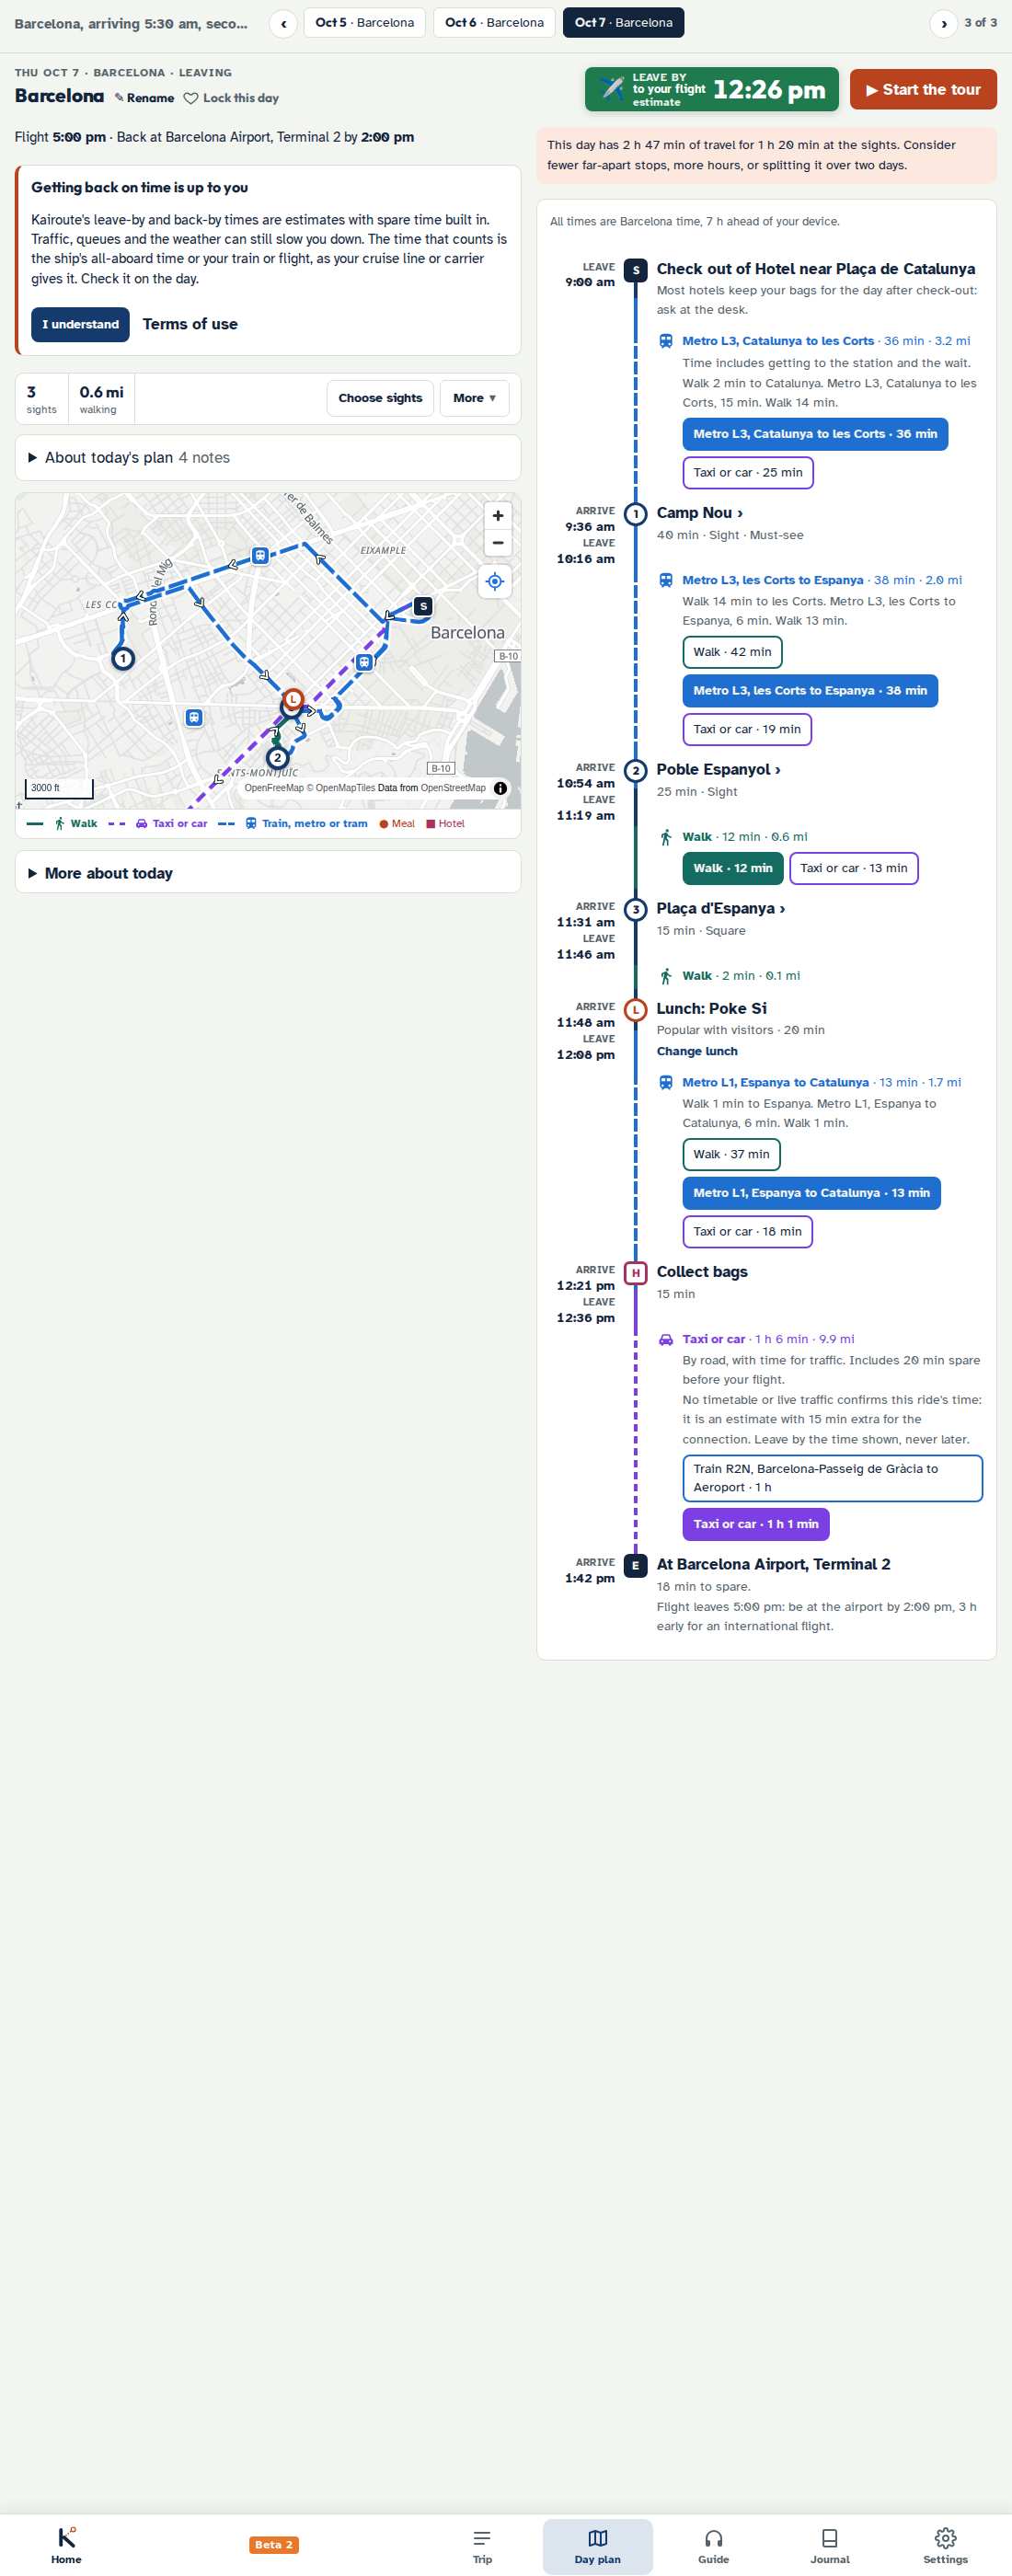 Barcelona, arriving 5:30 am, seco...
‹
Oct 5 · Barcelona
Oct 6 · Barcelona
Oct 7 · Barcelona
›
3 of 3
THU OCT 7 · BARCELONA · LEAVING
Barcelona ✎ Rename Lock this day
LEAVE BY
to your flight
estimate
12:26 pm
▶ Start the tour
Flight 5:00 pm · Back at Barcelona Airport, Terminal 2 by 2:00 pm
Getting back on time is up to you
Kairoute's leave-by and back-by times are estimates with spare time built in.
Traffic, queues and the weather can still slow you down. The time that counts is
the ship's all-aboard time or your train or flight, as your cruise line or carrier
gives it. Check it on the day.
I understand Terms of use
3
sights
0.6 mi
walking
Choose sights
More ▼
▶ About today's plan 4 notes
er de Balmes
EIXAMPLE
LES CO
Ronda del Mig
S
Barcelona
B-10
1
L
2
SANTS-MONTJUÏC
B-10
+
−
3000 ft
OpenFreeMap © OpenMapTiles Data from OpenStreetMap
Walk Taxi or car Train, metro or tram Meal Hotel
▶ More about today
This day has 2 h 47 min of travel for 1 h 20 min at the sights. Consider
fewer far-apart stops, more hours, or splitting it over two days.
All times are Barcelona time, 7 h ahead of your device.
LEAVE
9:00 am
S
Check out of Hotel near Plaça de Catalunya
Most hotels keep your bags for the day after check-out:
ask at the desk.
Metro L3, Catalunya to les Corts · 36 min · 3.2 mi
Time includes getting to the station and the wait.
Walk 2 min to Catalunya. Metro L3, Catalunya to les
Corts, 15 min. Walk 14 min.
Metro L3, Catalunya to les Corts · 36 min
Taxi or car · 25 min
ARRIVE
9:36 am
LEAVE
10:16 am
1
Camp Nou ›
40 min · Sight · Must-see
Metro L3, les Corts to Espanya · 38 min · 2.0 mi
Walk 14 min to les Corts. Metro L3, les Corts to
Espanya, 6 min. Walk 13 min.
Walk · 42 min
Metro L3, les Corts to Espanya · 38 min
Taxi or car · 19 min
ARRIVE
10:54 am
LEAVE
11:19 am
2
Poble Espanyol ›
25 min · Sight
Walk · 12 min · 0.6 mi
Walk · 12 min
Taxi or car · 13 min
ARRIVE
11:31 am
LEAVE
11:46 am
3
Plaça d'Espanya ›
15 min · Square
Walk · 2 min · 0.1 mi
ARRIVE
11:48 am
LEAVE
12:08 pm
L
Lunch: Poke Si
Popular with visitors · 20 min
Change lunch
Metro L1, Espanya to Catalunya · 13 min · 1.7 mi
Walk 1 min to Espanya. Metro L1, Espanya to
Catalunya, 6 min. Walk 1 min.
Walk · 37 min
Metro L1, Espanya to Catalunya · 13 min
Taxi or car · 18 min
ARRIVE
12:21 pm
LEAVE
12:36 pm
H
Collect bags
15 min
Taxi or car · 1 h 6 min · 9.9 mi
By road, with time for traffic. Includes 20 min spare
before your flight.
No timetable or live traffic confirms this ride's time:
it is an estimate with 15 min extra for the
connection. Leave by the time shown, never later.
Train R2N, Barcelona-Passeig de Gràcia to
Aeroport · 1 h
Taxi or car · 1 h 1 min
ARRIVE
1:42 pm
E
At Barcelona Airport, Terminal 2
18 min to spare.
Flight leaves 5:00 pm: be at the airport by 2:00 pm, 3 h
early for an international flight.
Home
Beta 2
Trip
Day plan
Guide
Journal
Settings